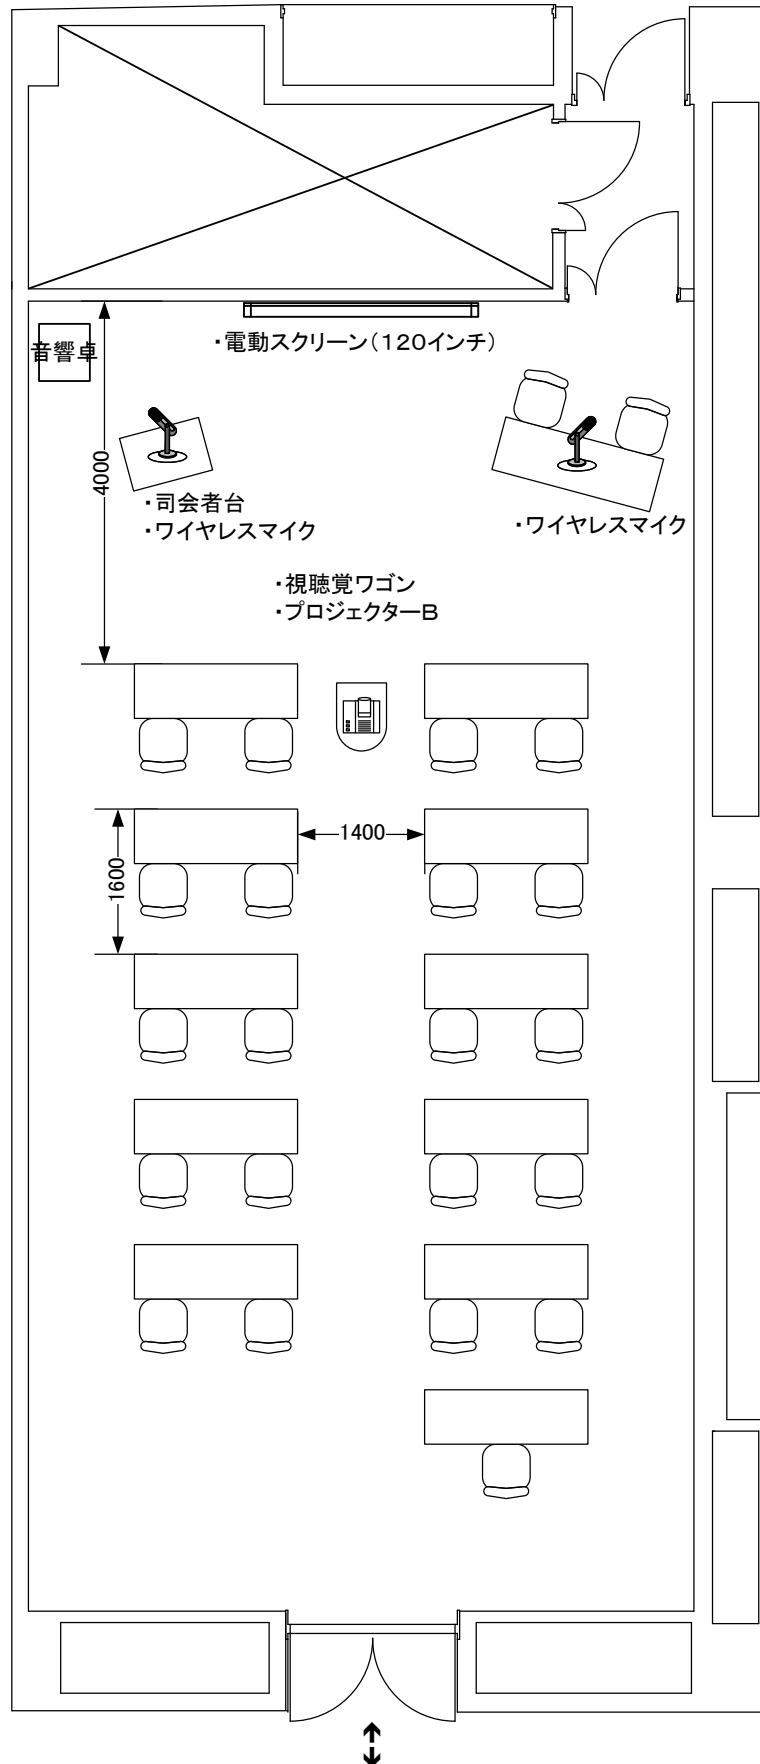 ・電動スクリーン（120インチ）
音響卓
4000
・司会者台
・ワイヤレスマイク
・ワイヤレスマイク
・視聴覚ワゴン
・プロジェクターB
1400
1600